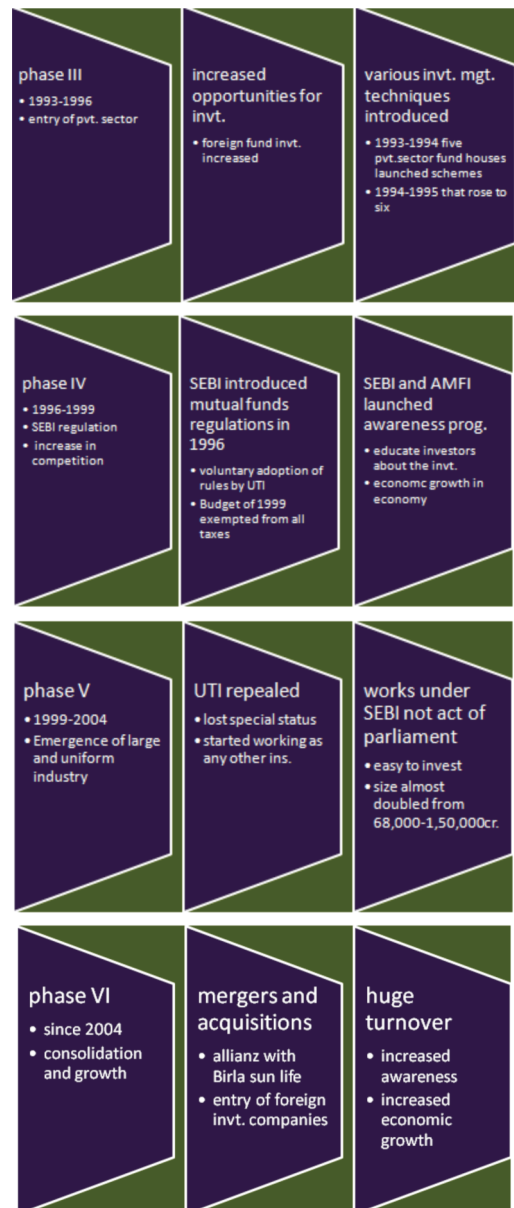 phase III
• 1993-1996
• entry of pvt. sector
increased
opportunities for
invt.
• foreign fund invt.
increased
various invt. mgt.
techniques
introduced
• 1993-1994 five
pvt.sector fund houses
launched schemes
• 1994-1995 that rose to
six
phase IV
• 1996-1999
• SEBI regulation
• increase in
competition
SEBI introduced
mutual funds
regulations in
1996
• voluntary adoption of
rules by UTI
• Budget of 1999
exempted from all
taxes
SEBI and AMFI
launched
awareness prog.
• educate investors
about the invt.
• economc growth in
economy
phase V
• 1999-2004
• Emergence of large
and uniform
industry
UTI repealed
• lost special status
• started working as
any other ins.
works under
SEBI not act of
parliament
• easy to invest
• size almost
doubled from
68,000-1,50,000cr.
phase VI
• since 2004
• consolidation
and growth
mergers and
acquisitions
• allianz with
Birla sun life
• entry of foreign
invt. companies
huge
turnover
• increased
awareness
• increased
economic
growth